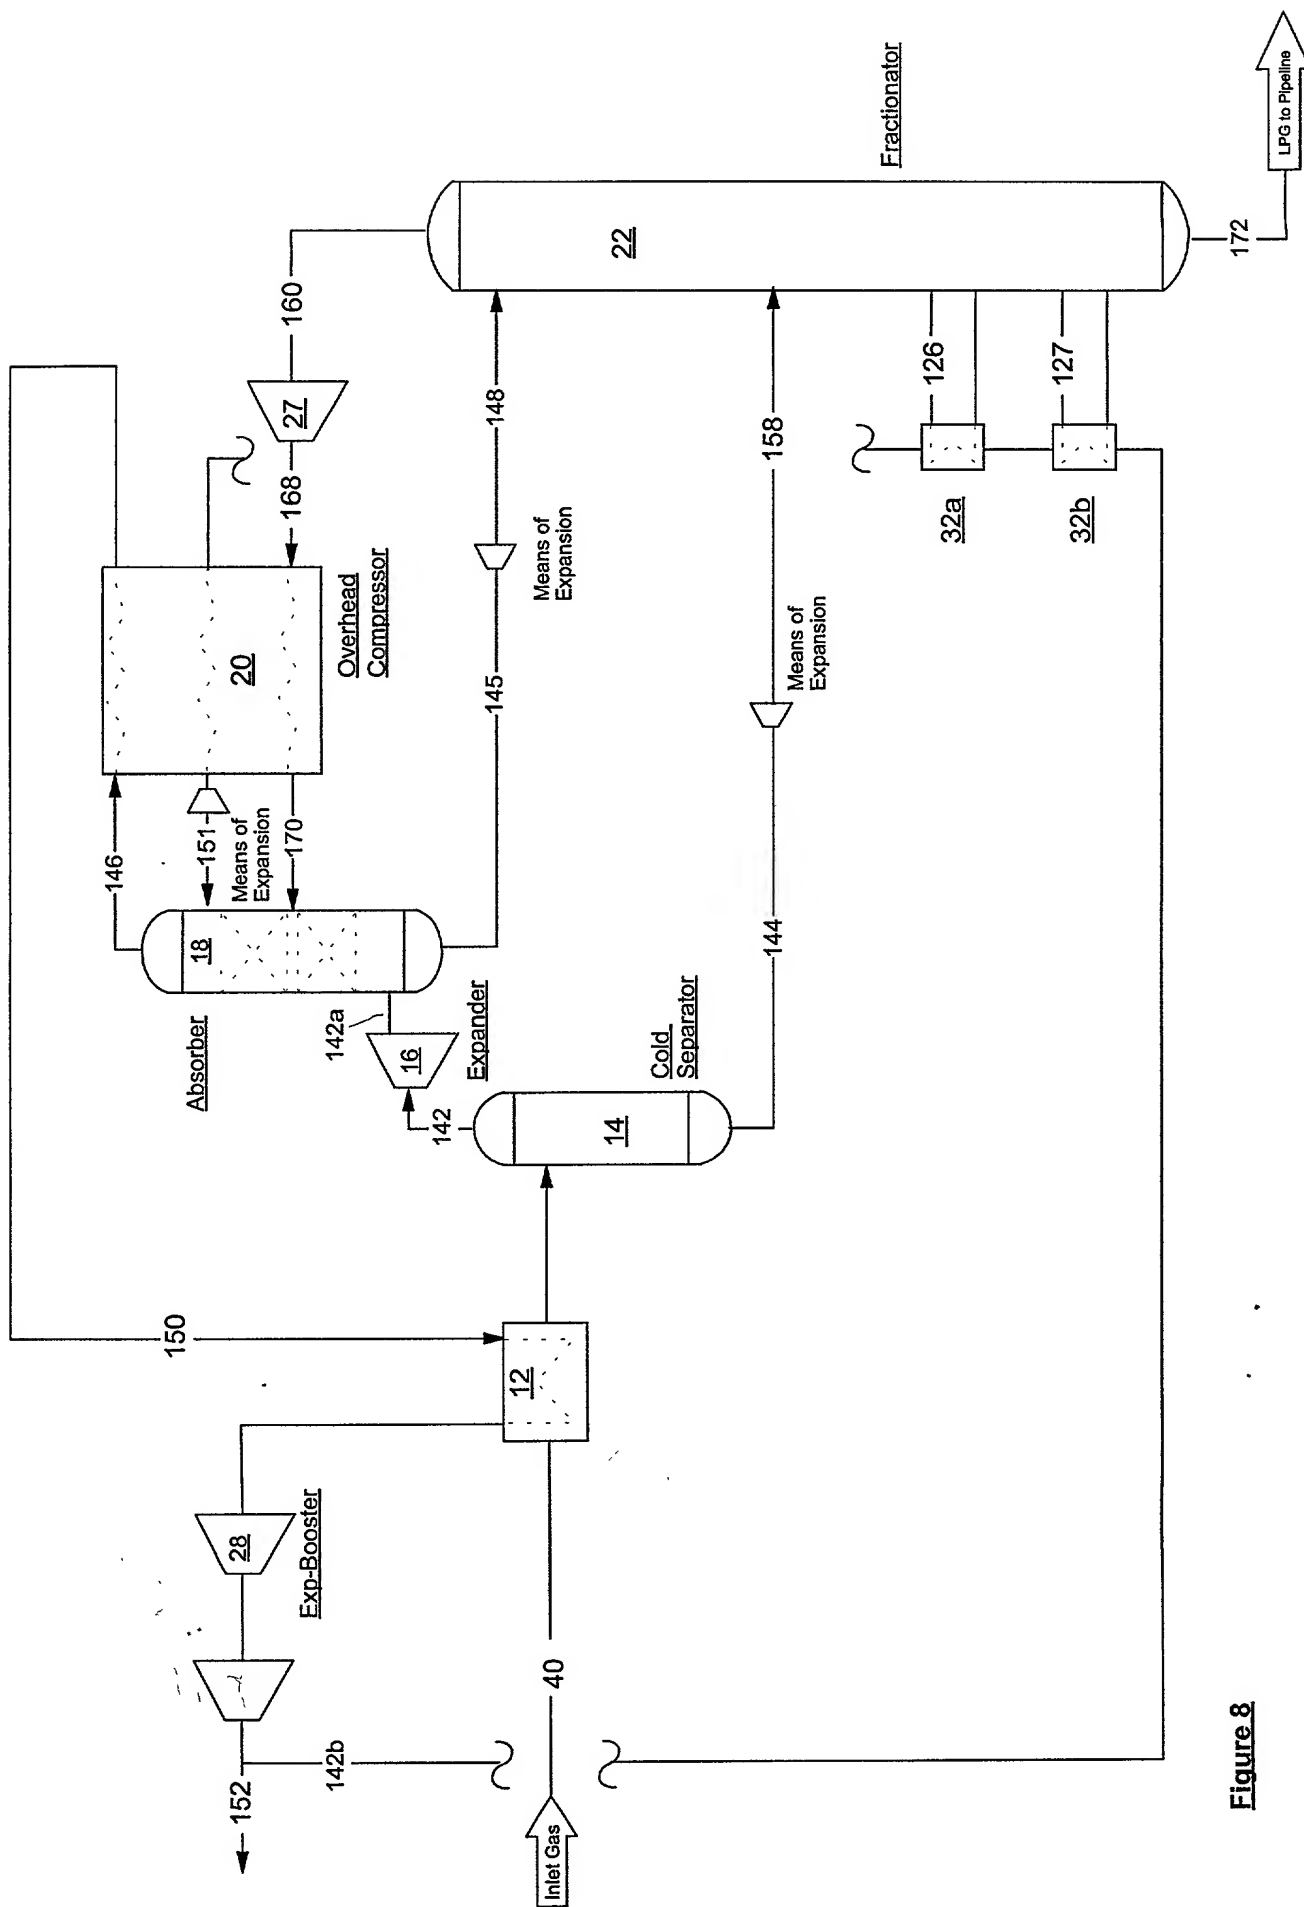 152
142b
28
Exp-Booster
150
Inlet Gas
40
12
Absorber
146
18
151
Means of
Expansion
170
20
Overhead
Compressor
168
27
160
142a
142
16
Expander
14
Cold
Separator
145
Means of
Expansion
148
144
Means of
Expansion
158
22
Fractionator
126
127
32a
32b
172
LPG to Pipeline
Figure 8